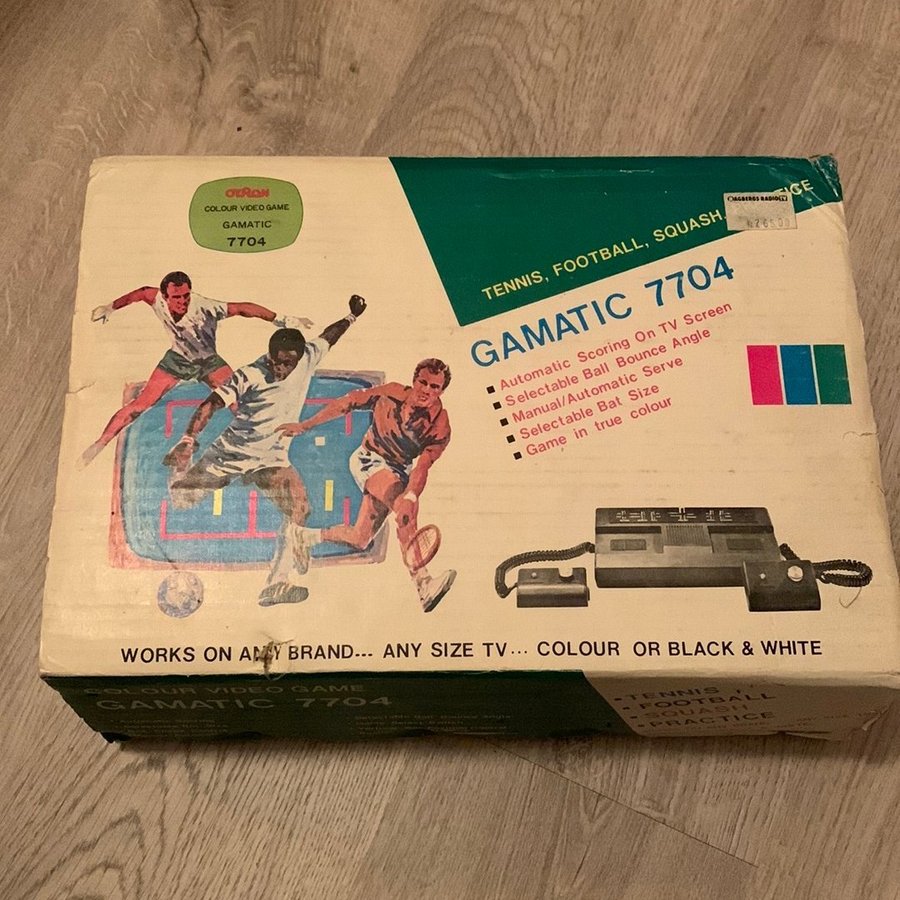 OTRON
COLOUR VIDEO GAME
GAMATIC
7704
TENNIS, FOOTBALL, SQUASH,
GAMATIC 7704
Automatic Scoring On TV Screen
Selectable Ball Bounce Angle
Manual/Automatic Serve
Selectable Bat Size
Game in true colour
WORKS ON ANY BRAND... ANY SIZE TV... COLOUR OR BLACK & WHITE
COLOUR VIDEO GAME
GAMATIC 7704
TENNIS
FOOTBALL
SQUASH
PRACTICE